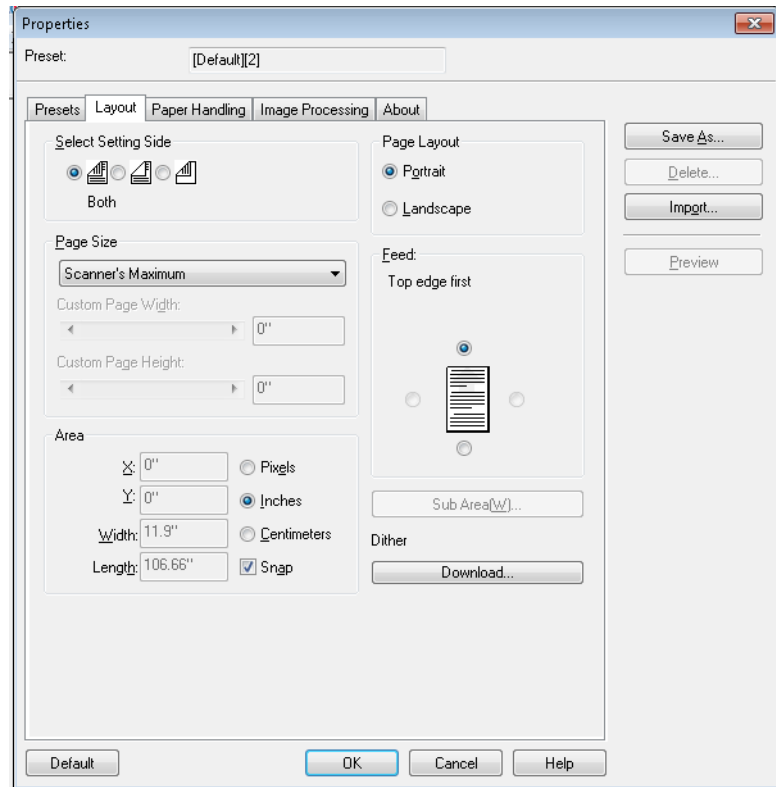 Properties
Preset: [Default][2]
Presets Layout Paper Handling Image Processing About
Select Setting Side
Both
Page Size
Scanner's Maximum
Custom Page Width:
0"
Custom Page Height:
0"
Area
X: 0" Pixels
Y: 0" Inches
Width: 11.9" Centimeters
Length: 106.66" Snap
Page Layout
Portrait
Landscape
Feed:
Top edge first
Sub Area(W)...
Dither
Download...
Save As...
Delete...
Import...
Preview
Default OK Cancel Help